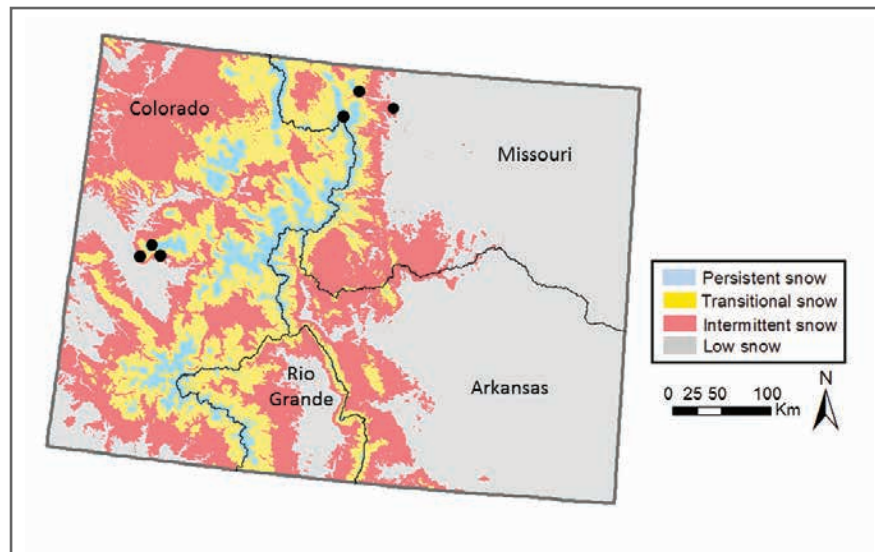 Colorado
Missouri
Rio
Grande
Arkansas
Persistent snow
Transitional snow
Intermittent snow
Low snow
N
0 25 50 100
Km